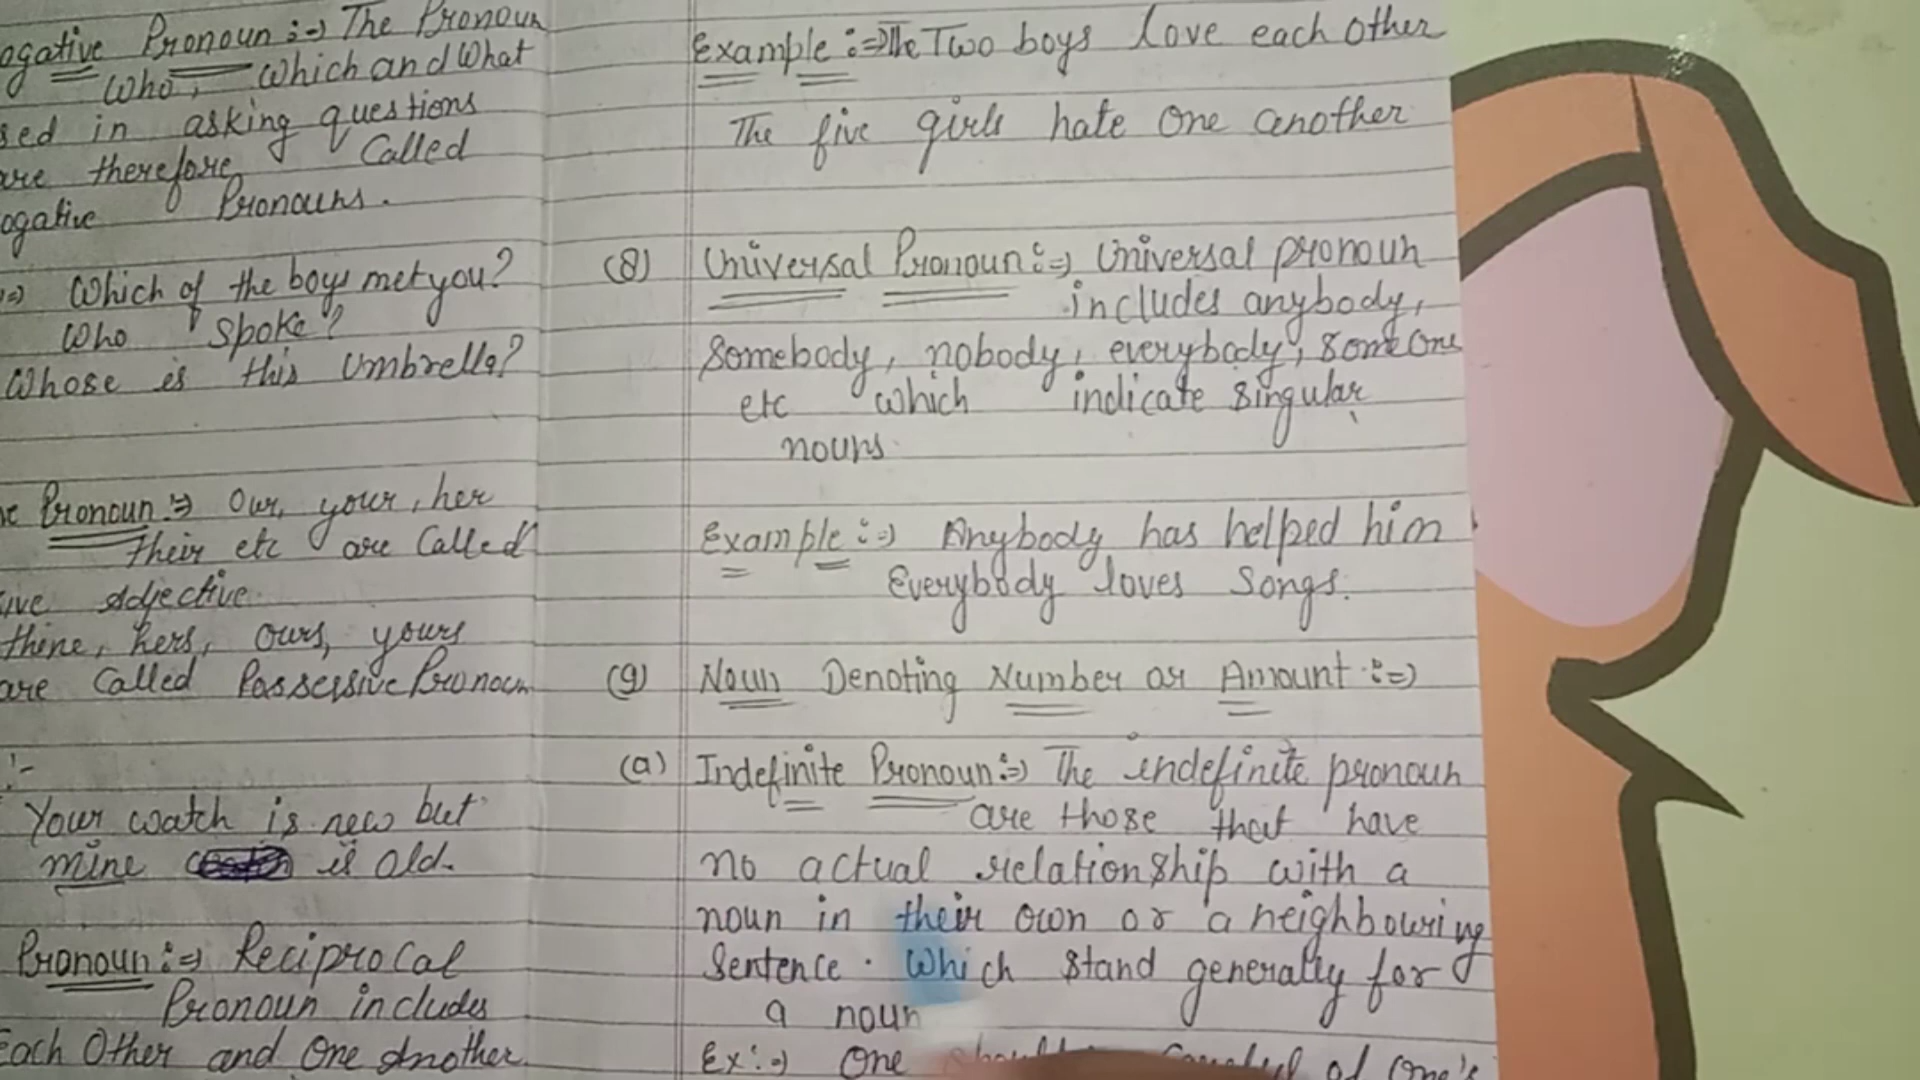 ogative Pronoun :=> The Pronoun
Who, which and What
sed in asking questions
are therefore Called
ogative Pronouns.
=> Which of the boys met you?
Who spoke?
Whose is this Umbrella?
Pronoun :=> Our, your, her
their etc are Called
ive Adjective.
thine, hers, ours, yours
are Called Possessive Pronoun
:-
Your watch is new but
mine is old.
Pronoun :=> Reciprocal
Pronoun includes
Each Other and One Another
Example :=> The Two boys love each other
The five girls hate One another
(8) Universal Pronoun :=> Universal pronoun
includes anybody,
Somebody, nobody, everybody, Some One
etc which indicate singular
nouns.
Example :=> Anybody has helped him
Everybody loves Songs.
(9) Noun Denoting Number or Amount :=>
(a) Indefinite Pronoun :=> The indefinite pronoun
are those that have
no actual relationship with a
noun in their own or a neighbouring
Sentence. Which stand generally for
a noun
Ex :=> One of One's